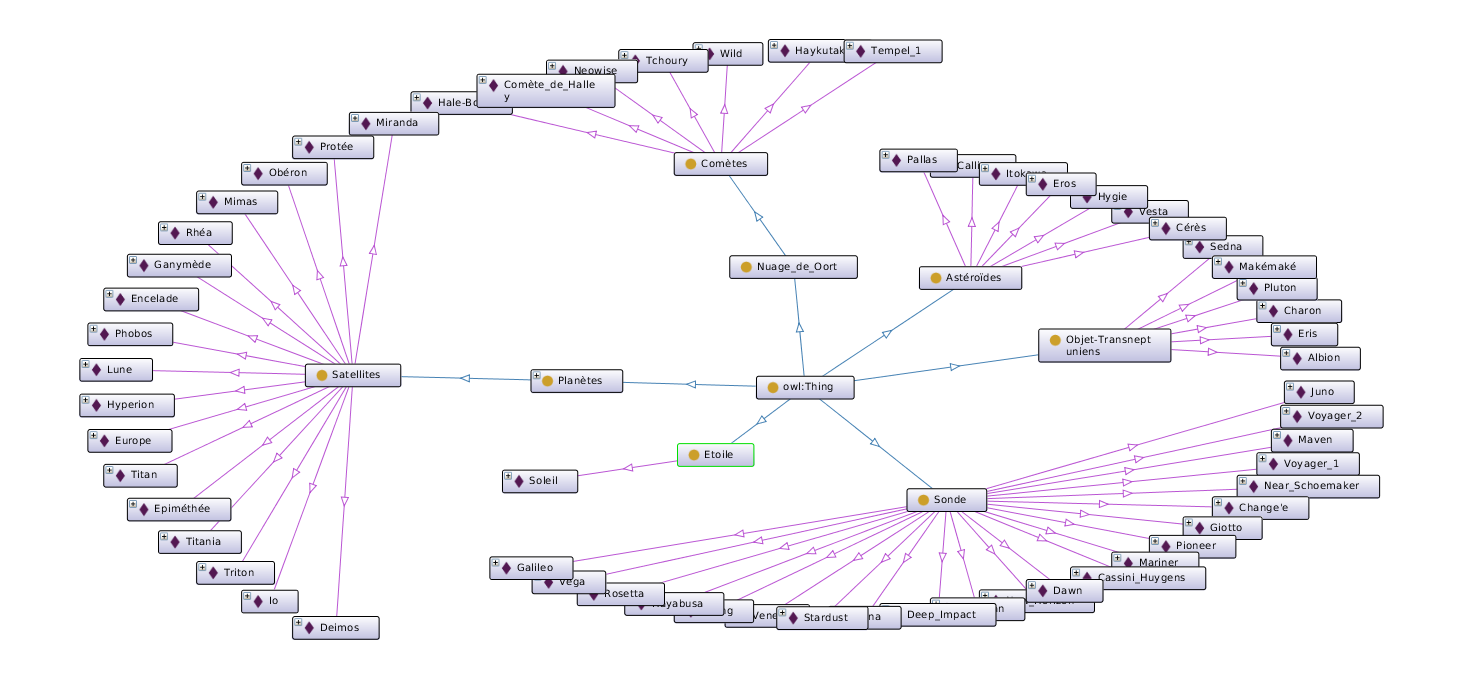 Wild
Haykutak
Tempel_1
Tchoury
Neowise
Comète_de_Halle
y
Hale-Bo
Miranda
Protée
Obéron
Mimas
Rhéa
Ganymède
Encelade
Phobos
Lune
Hyperion
Europe
Titan
Epiméthée
Titania
Triton
Io
Deimos
Satellites
Planètes
Comètes
Nuage_de_Oort
owl:Thing
Etoile
Soleil
Astéroïdes
Pallas
Itokawa
Eros
Hygie
Vesta
Cérès
Objet-Transnept
uniens
Sedna
Makémaké
Pluton
Charon
Eris
Albion
Sonde
Juno
Voyager_2
Maven
Voyager_1
Near_Schoemaker
Change'e
Giotto
Pioneer
Mariner
Cassini_Huygens
Dawn
Deep_Impact
Stardust
Hayabusa
Rosetta
Vega
Galileo